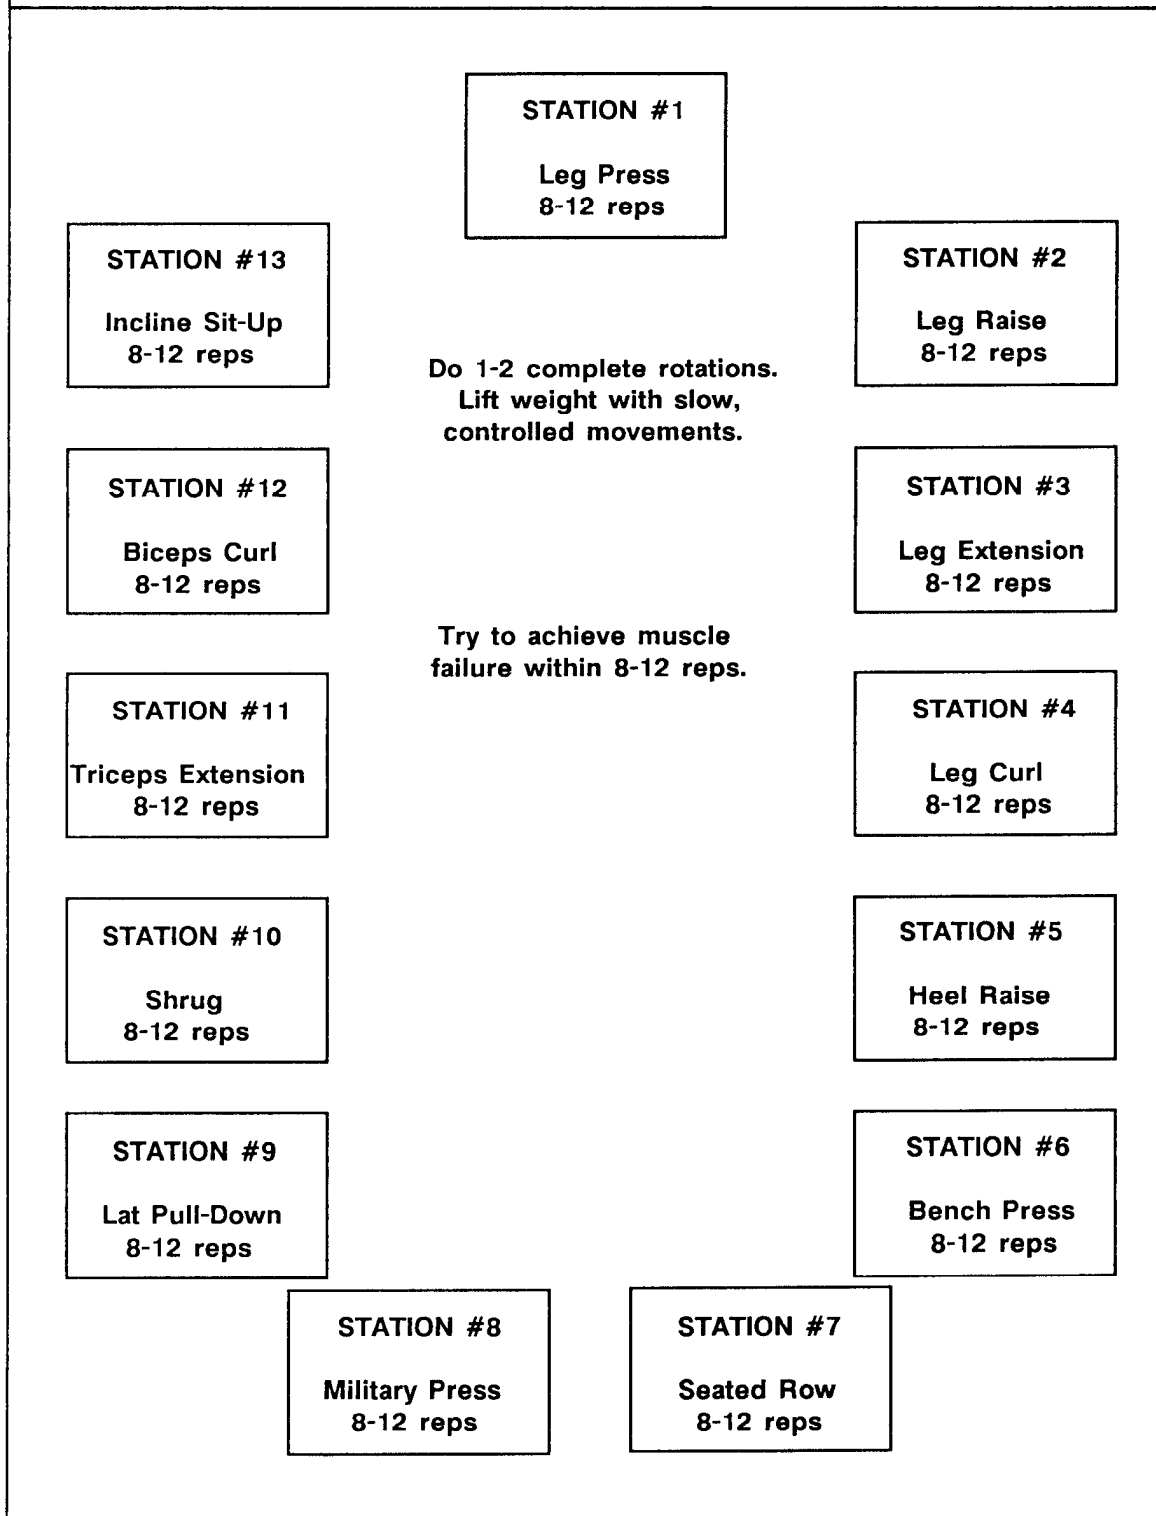 STATION #1
Leg Press
8-12 reps
STATION #2
Leg Raise
8-12 reps
STATION #3
Leg Extension
8-12 reps
STATION #4
Leg Curl
8-12 reps
STATION #5
Heel Raise
8-12 reps
STATION #6
Bench Press
8-12 reps
STATION #7
Seated Row
8-12 reps
STATION #8
Military Press
8-12 reps
STATION #9
Lat Pull-Down
8-12 reps
STATION #10
Shrug
8-12 reps
STATION #11
Triceps Extension
8-12 reps
STATION #12
Biceps Curl
8-12 reps
STATION #13
Incline Sit-Up
8-12 reps
Do 1-2 complete rotations.
Lift weight with slow,
controlled movements.
Try to achieve muscle
failure within 8-12 reps.